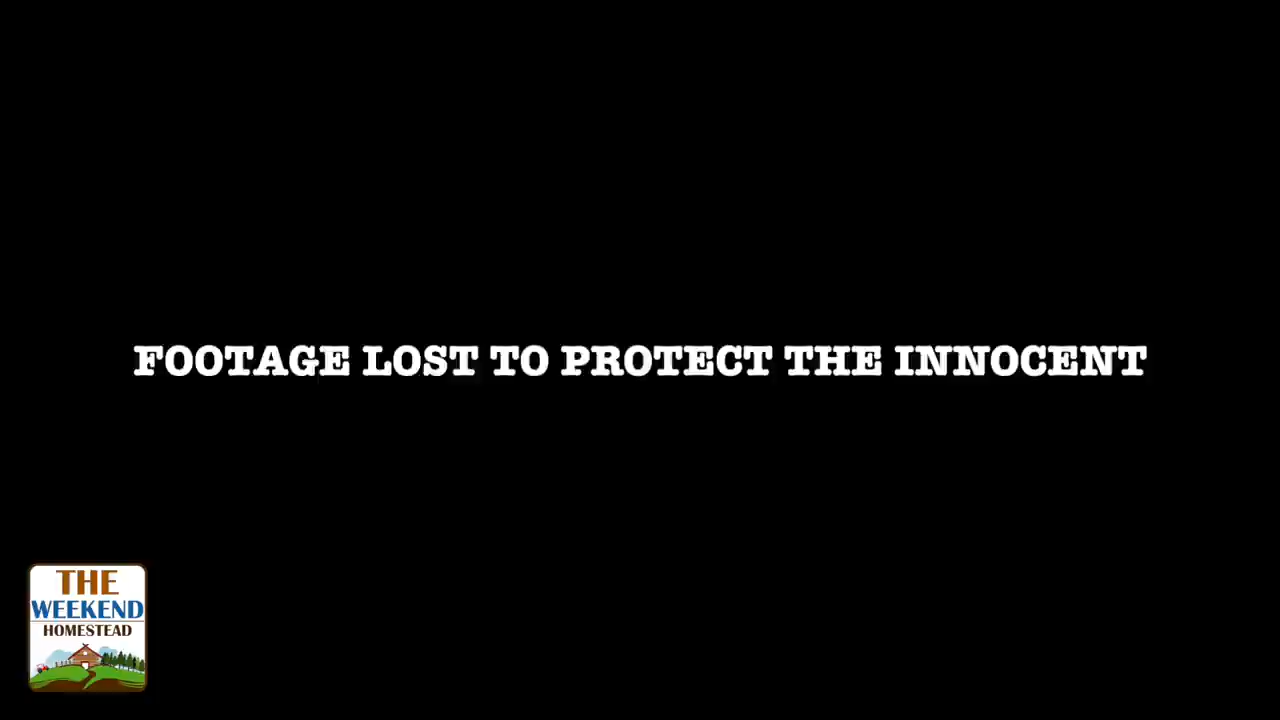 FOOTAGE LOST TO PROTECT THE INNOCENT
THE
WEEKEND
HOMESTEAD